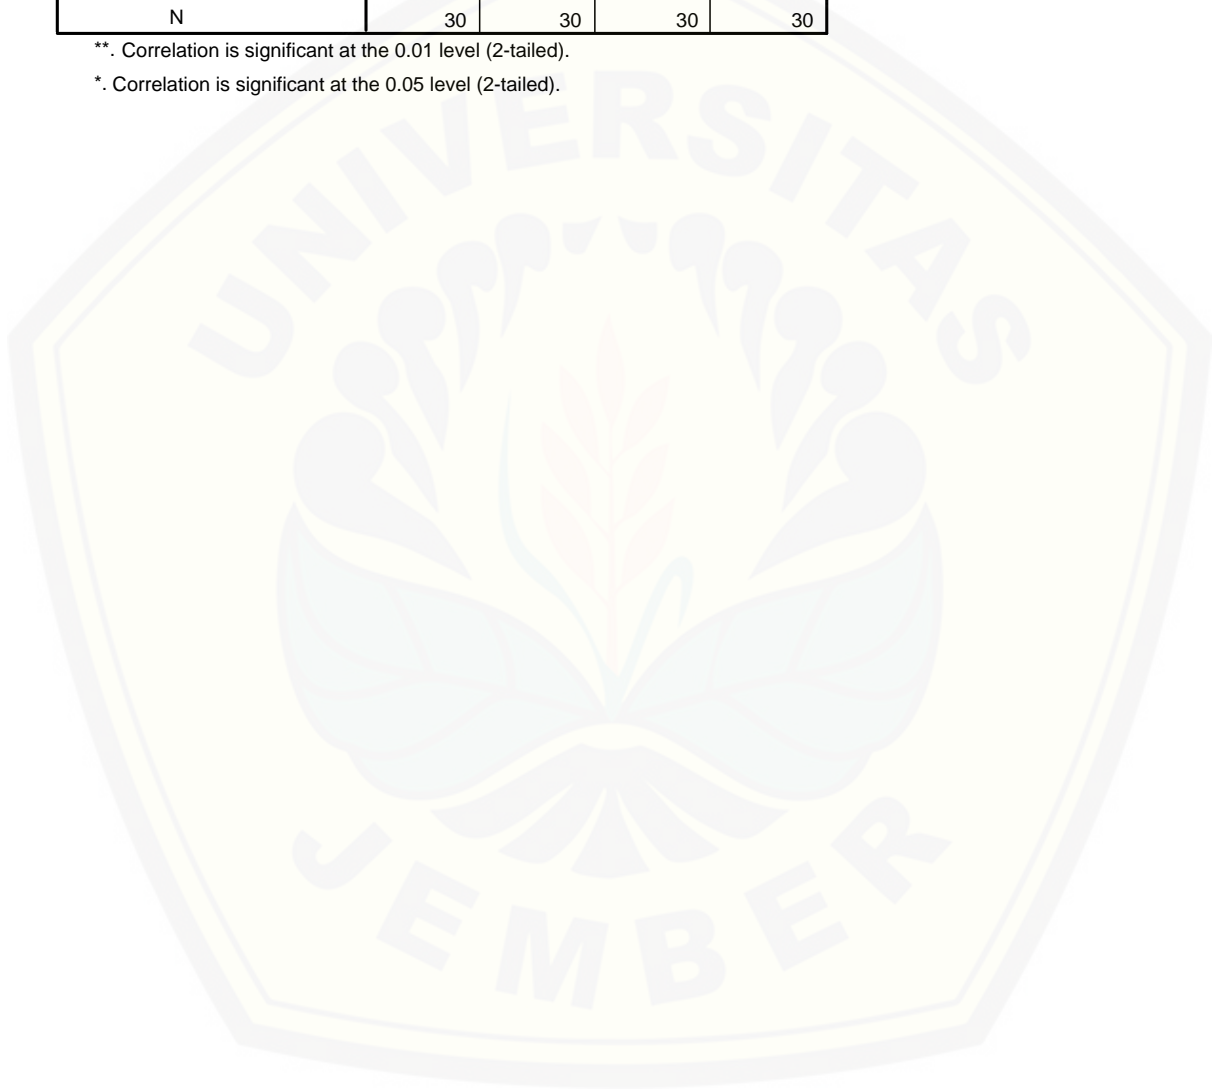 N 30 30 30 30
**. Correlation is significant at the 0.01 level (2-tailed).
*. Correlation is significant at the 0.05 level (2-tailed).
UNIVERSITAS
JEMBER